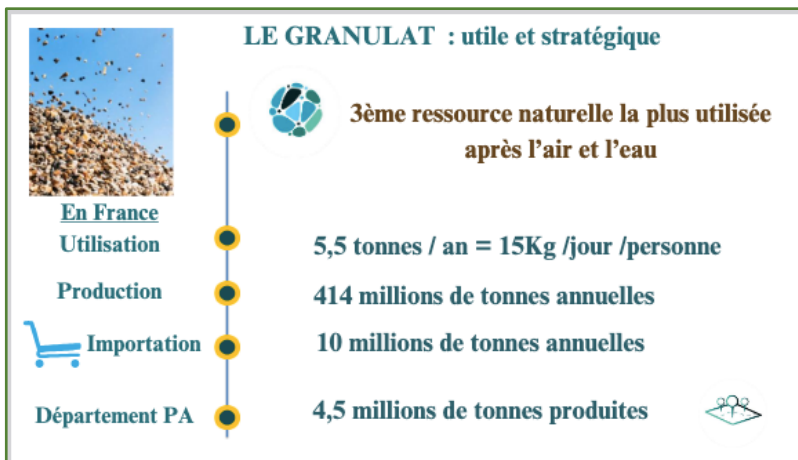 LE GRANULAT : utile et stratégique
3ème ressource naturelle la plus utilisée
après l'air et l'eau
En France
Utilisation
5,5 tonnes / an = 15Kg /jour /personne
Production
414 millions de tonnes annuelles
Importation
10 millions de tonnes annuelles
Département PA
4,5 millions de tonnes produites